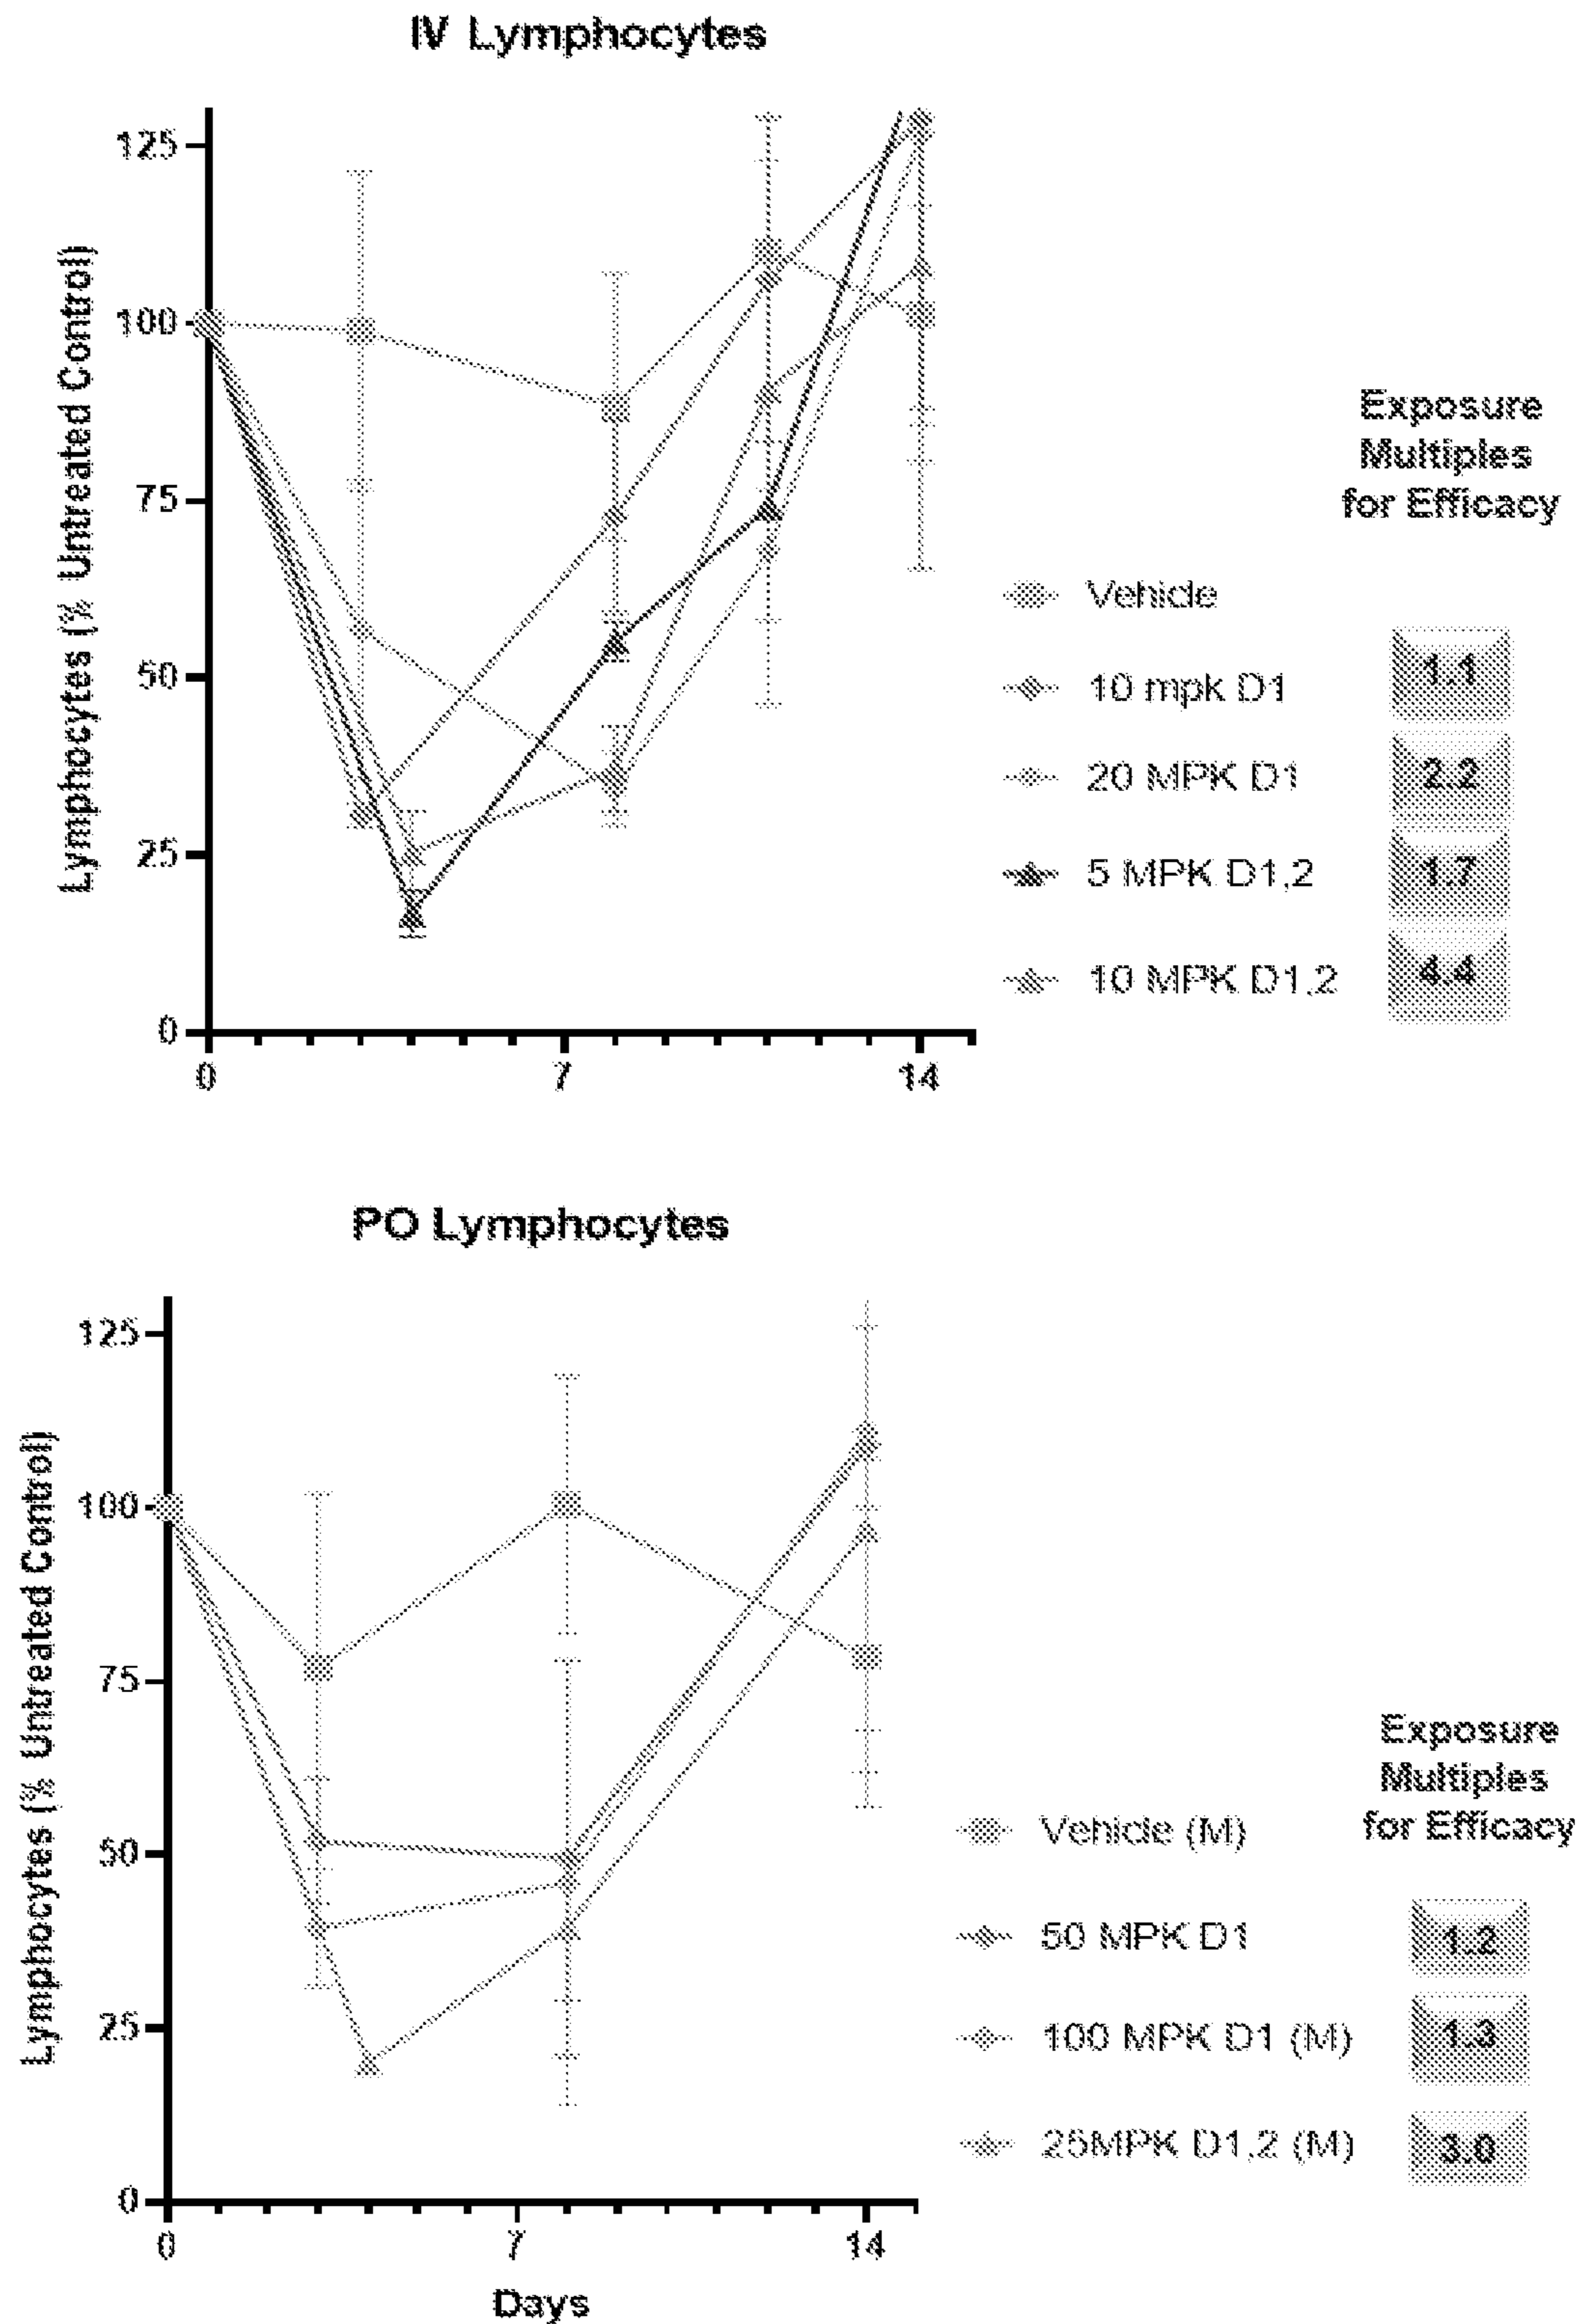 IV Lymphocytes
Lymphocytes (% Untreated Control)
125
100
75
50
25
0
0
7
14
Exposure
Multiples
for Efficacy
Vehicle
10 mpk D1
1.1
20 MPK D1
2.2
5 MPK D1,2
1.7
10 MPK D1,2
4.4
PO Lymphocytes
Lymphocytes (% Untreated Control)
125
100
75
50
25
0
0
7
14
Days
Exposure
Multiples
for Efficacy
Vehicle (M)
50 MPK D1
1.2
100 MPK D1 (M)
1.3
25MPK D1,2 (M)
3.0